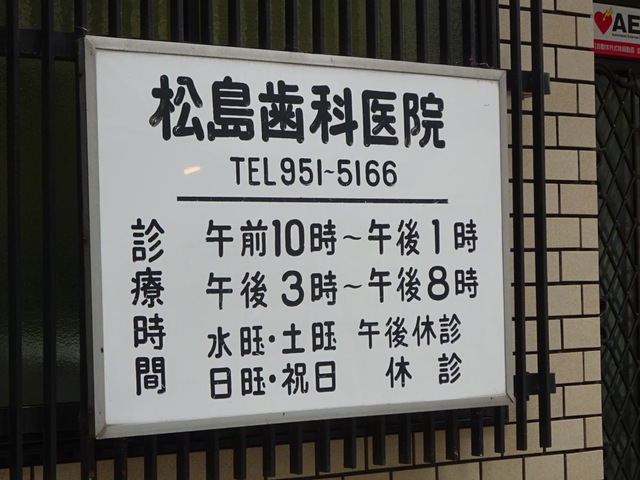 松島歯科医院
TEL951~5166
診療時間
午前10時~午後1時
午後3時~午後8時
水旺・土旺 午後休診
日旺・祝日 休診
AE